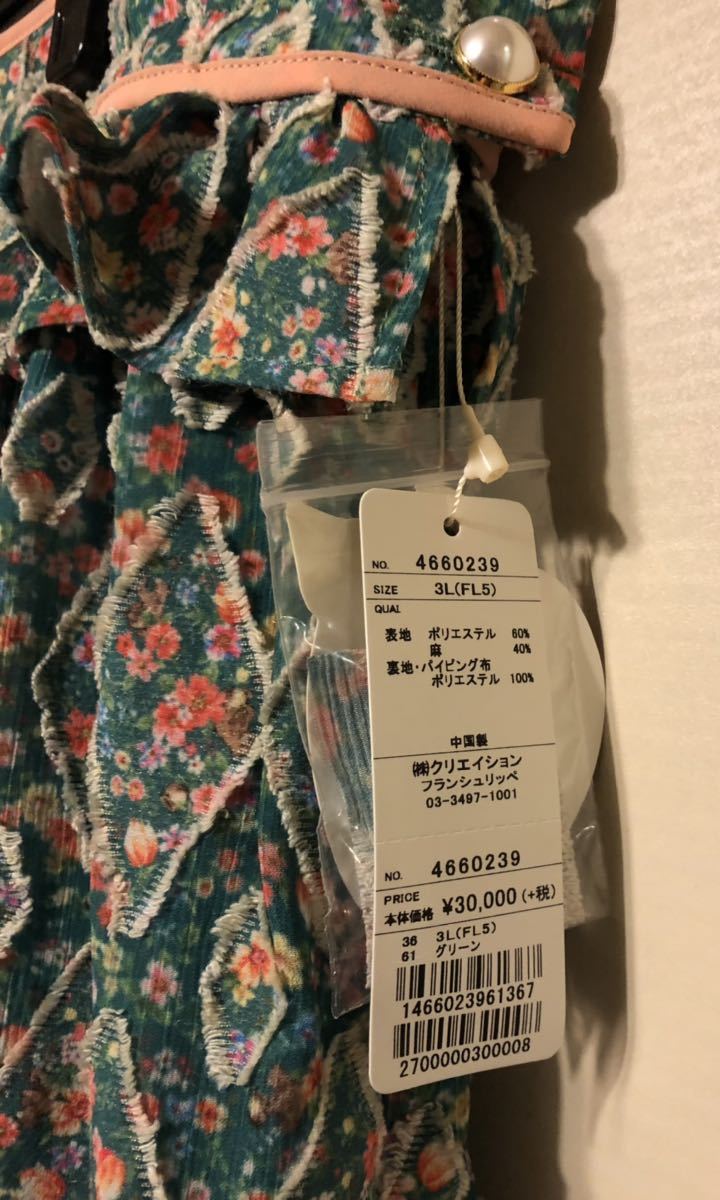 NO. 4660239
SIZE 3L(FL5)
QUAL
表地 ポリエステル 60%
麻 40%
裏地・パイピング布
ポリエステル 100%
中国製
㈱クリエイション
フランシュリッペ
03-3497-1001
NO. 4660239
PRICE
本体価格 ¥30,000(+税)
36 3L(FL5)
61 グリーン
1466023961367
2700000300008